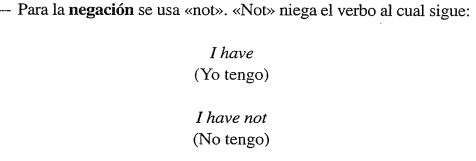 — Para la negación se usa «not». «Not» niega el verbo al cual sigue:
I have
(Yo tengo)
I have not
(No tengo)